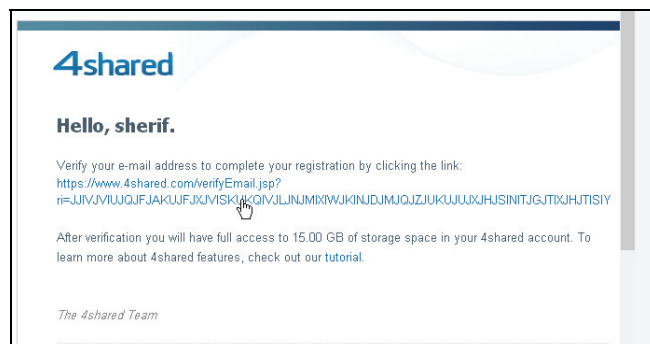 4shared
Hello, sherif.
Verify your e-mail address to complete your registration by clicking the link:
https://www.4shared.com/verifyEmail.jsp?
After verification you will have full access to 15.00 GB of storage space in your 4shared account. To
learn more about 4shared features, check out our tutorial.
The 4shared Team